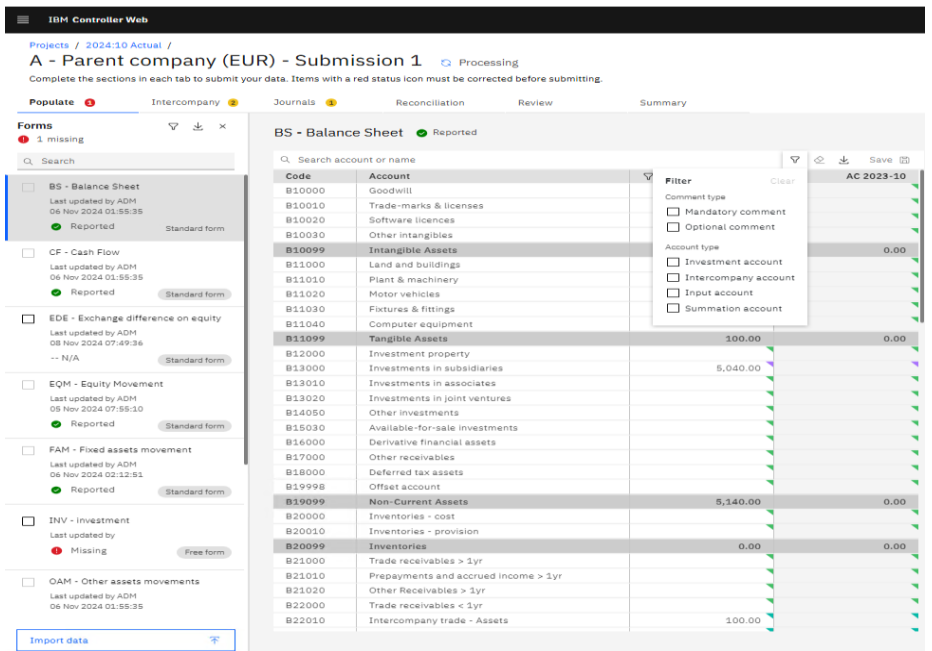 IBM Controller Web
Projects / 2024:10 Actual /
A - Parent company (EUR) - Submission 1 Processing
Complete the sections in each tab to submit your data. Items with a red status icon must be corrected before submitting.
Populate 1 Intercompany 2 Journals 1 Reconciliation Review Summary
Forms
1 missing
Search
BS - Balance Sheet
Last updated by ADM
06 Nov 2024 01:55:35
Reported Standard form
CF - Cash Flow
Last updated by ADM
06 Nov 2024 01:55:35
Reported Standard form
EDE - Exchange difference on equity
Last updated by ADM
08 Nov 2024 07:49:36
-- N/A Standard form
EQM - Equity Movement
Last updated by ADM
05 Nov 2024 07:55:10
Reported Standard form
FAM - Fixed assets movement
Last updated by ADM
06 Nov 2024 02:12:51
Reported Standard form
INV - investment
Last updated by
Missing Free form
OAM - Other assets movements
Last updated by ADM
06 Nov 2024 01:55:35
Import data
BS - Balance Sheet Reported
Search account or name Save
Code Account AC 2023-10
B10000 Goodwill
B10010 Trade-marks & licenses
B10020 Software licences
B10030 Other intangibles
B10099 Intangible Assets 0.00
B11000 Land and buildings
B11010 Plant & machinery
B11020 Motor vehicles
B11030 Fixtures & fittings
B11040 Computer equipment
B11099 Tangible Assets 100.00 0.00
B12000 Investment property
B13000 Investments in subsidiaries 5,040.00
B13010 Investments in associates
B13020 Investments in joint ventures
B14050 Other investments
B15030 Available-for-sale investments
B16000 Derivative financial assets
B17000 Other receivables
B18000 Deferred tax assets
B19998 Offset account
B19099 Non-Current Assets 5,140.00 0.00
B20000 Inventories - cost
B20010 Inventories - provision
B20099 Inventories 0.00 0.00
B21000 Trade receivables > 1yr
B21010 Prepayments and accrued income > 1yr
B21020 Other Receivables > 1yr
B22000 Trade receivables < 1yr
B22010 Intercompany trade - Assets 100.00
Filter Clear
Comment type
Mandatory comment
Optional comment
Account type
Investment account
Intercompany account
Input account
Summation account